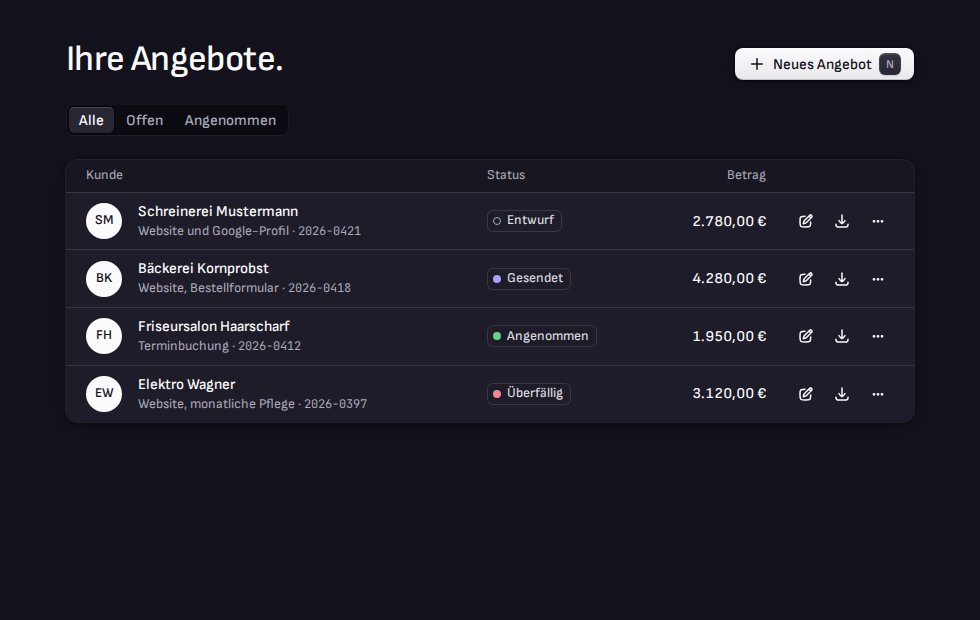 Ihre Angebote.
Neues Angebot N
Alle Offen Angenommen
Kunde Status Betrag
SM Schreinerei Mustermann Entwurf 2.780,00 €
Website und Google-Profil · 2026-0421
BK Bäckerei Kornprobst Gesendet 4.280,00 €
Website, Bestellformular · 2026-0418
FH Friseursalon Haarscharf Angenommen 1.950,00 €
Terminbuchung · 2026-0412
EW Elektro Wagner Überfällig 3.120,00 €
Website, monatliche Pflege · 2026-0397